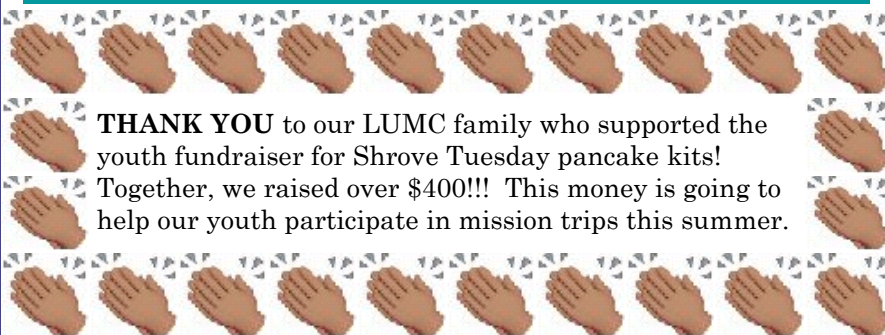 THANK YOU to our LUMC family who supported the
youth fundraiser for Shrove Tuesday pancake kits!
Together, we raised over $400!!!  This money is going to
help our youth participate in mission trips this summer.